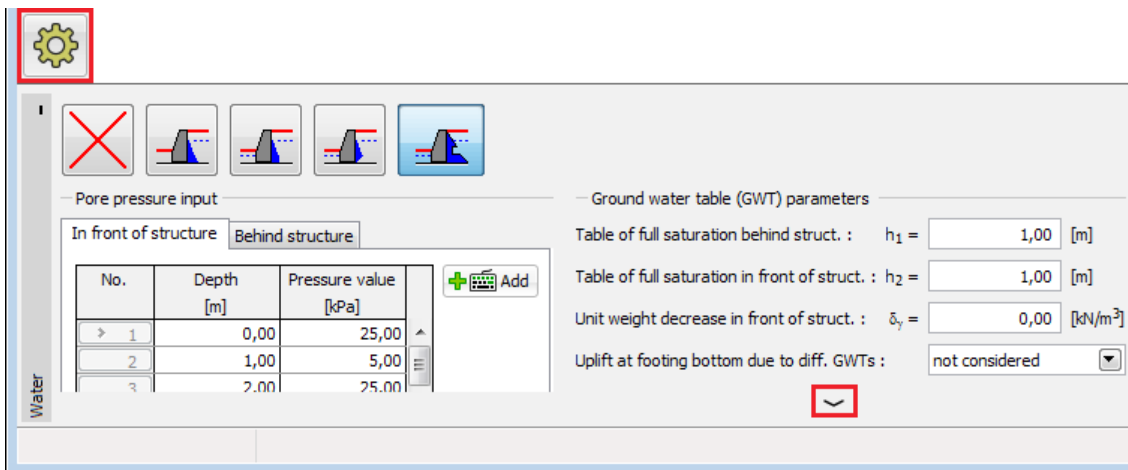 Pore pressure input
In front of structure Behind structure
No. Depth [m] Pressure value [kPa]
1 0,00 25,00
2 1,00 5,00
3 2,00 25,00
Add
Ground water table (GWT) parameters
Table of full saturation behind struct. : h₁ = 1,00 [m]
Table of full saturation in front of struct. : h₂ = 1,00 [m]
Unit weight decrease in front of struct. : δᵧ = 0,00 [kN/m³]
Uplift at footing bottom due to diff. GWTs : not considered
Water